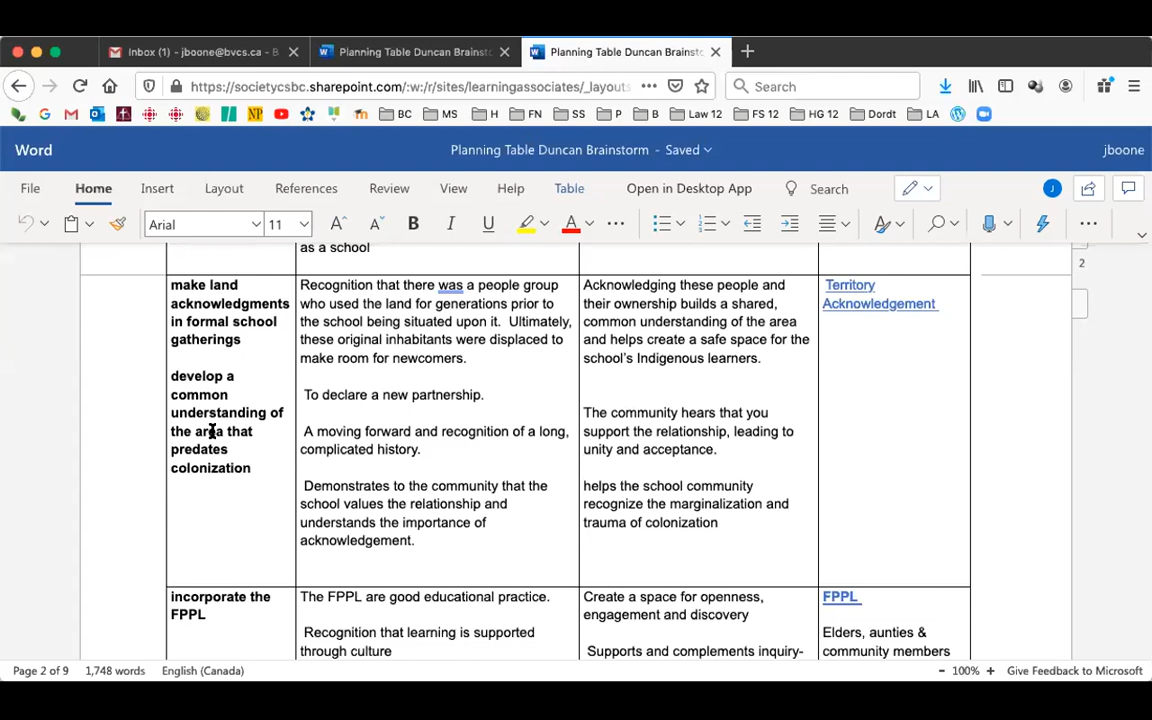 Inbox (1) - jboone@bvcs.ca - B
Planning Table Duncan Brainsto
Planning Table Duncan Brainsto
https://societycsbc.sharepoint.com/:w:/r/sites/learningassociates/_layouts
Search
BC
MS
H
FN
SS
P
B
Law 12
FS 12
HG 12
Dordt
LA
Word
Planning Table Duncan Brainstorm - Saved
jboone
File
Home
Insert
Layout
References
Review
View
Help
Table
Open in Desktop App
Search
Arial
11
as a school
2
make land
acknowledgments
in formal school
gatherings
develop a
common
understanding of
the area that
predates
colonization
Recognition that there was a people group
who used the land for generations prior to
the school being situated upon it. Ultimately,
these original inhabitants were displaced to
make room for newcomers.
To declare a new partnership.
A moving forward and recognition of a long,
complicated history.
Demonstrates to the community that the
school values the relationship and
understands the importance of
acknowledgement.
Acknowledging these people and
their ownership builds a shared,
common understanding of the area
and helps create a safe space for the
school's Indigenous learners.
The community hears that you
support the relationship, leading to
unity and acceptance.
helps the school community
recognize the marginalization and
trauma of colonization
Territory
Acknowledgement
incorporate the
FPPL
The FPPL are good educational practice.
Recognition that learning is supported
through culture
Create a space for openness,
engagement and discovery
Supports and complements inquiry-
FPPL
Elders, aunties &
community members
Page 2 of 9
1,748 words
English (Canada)
- 100% +
Give Feedback to Microsoft